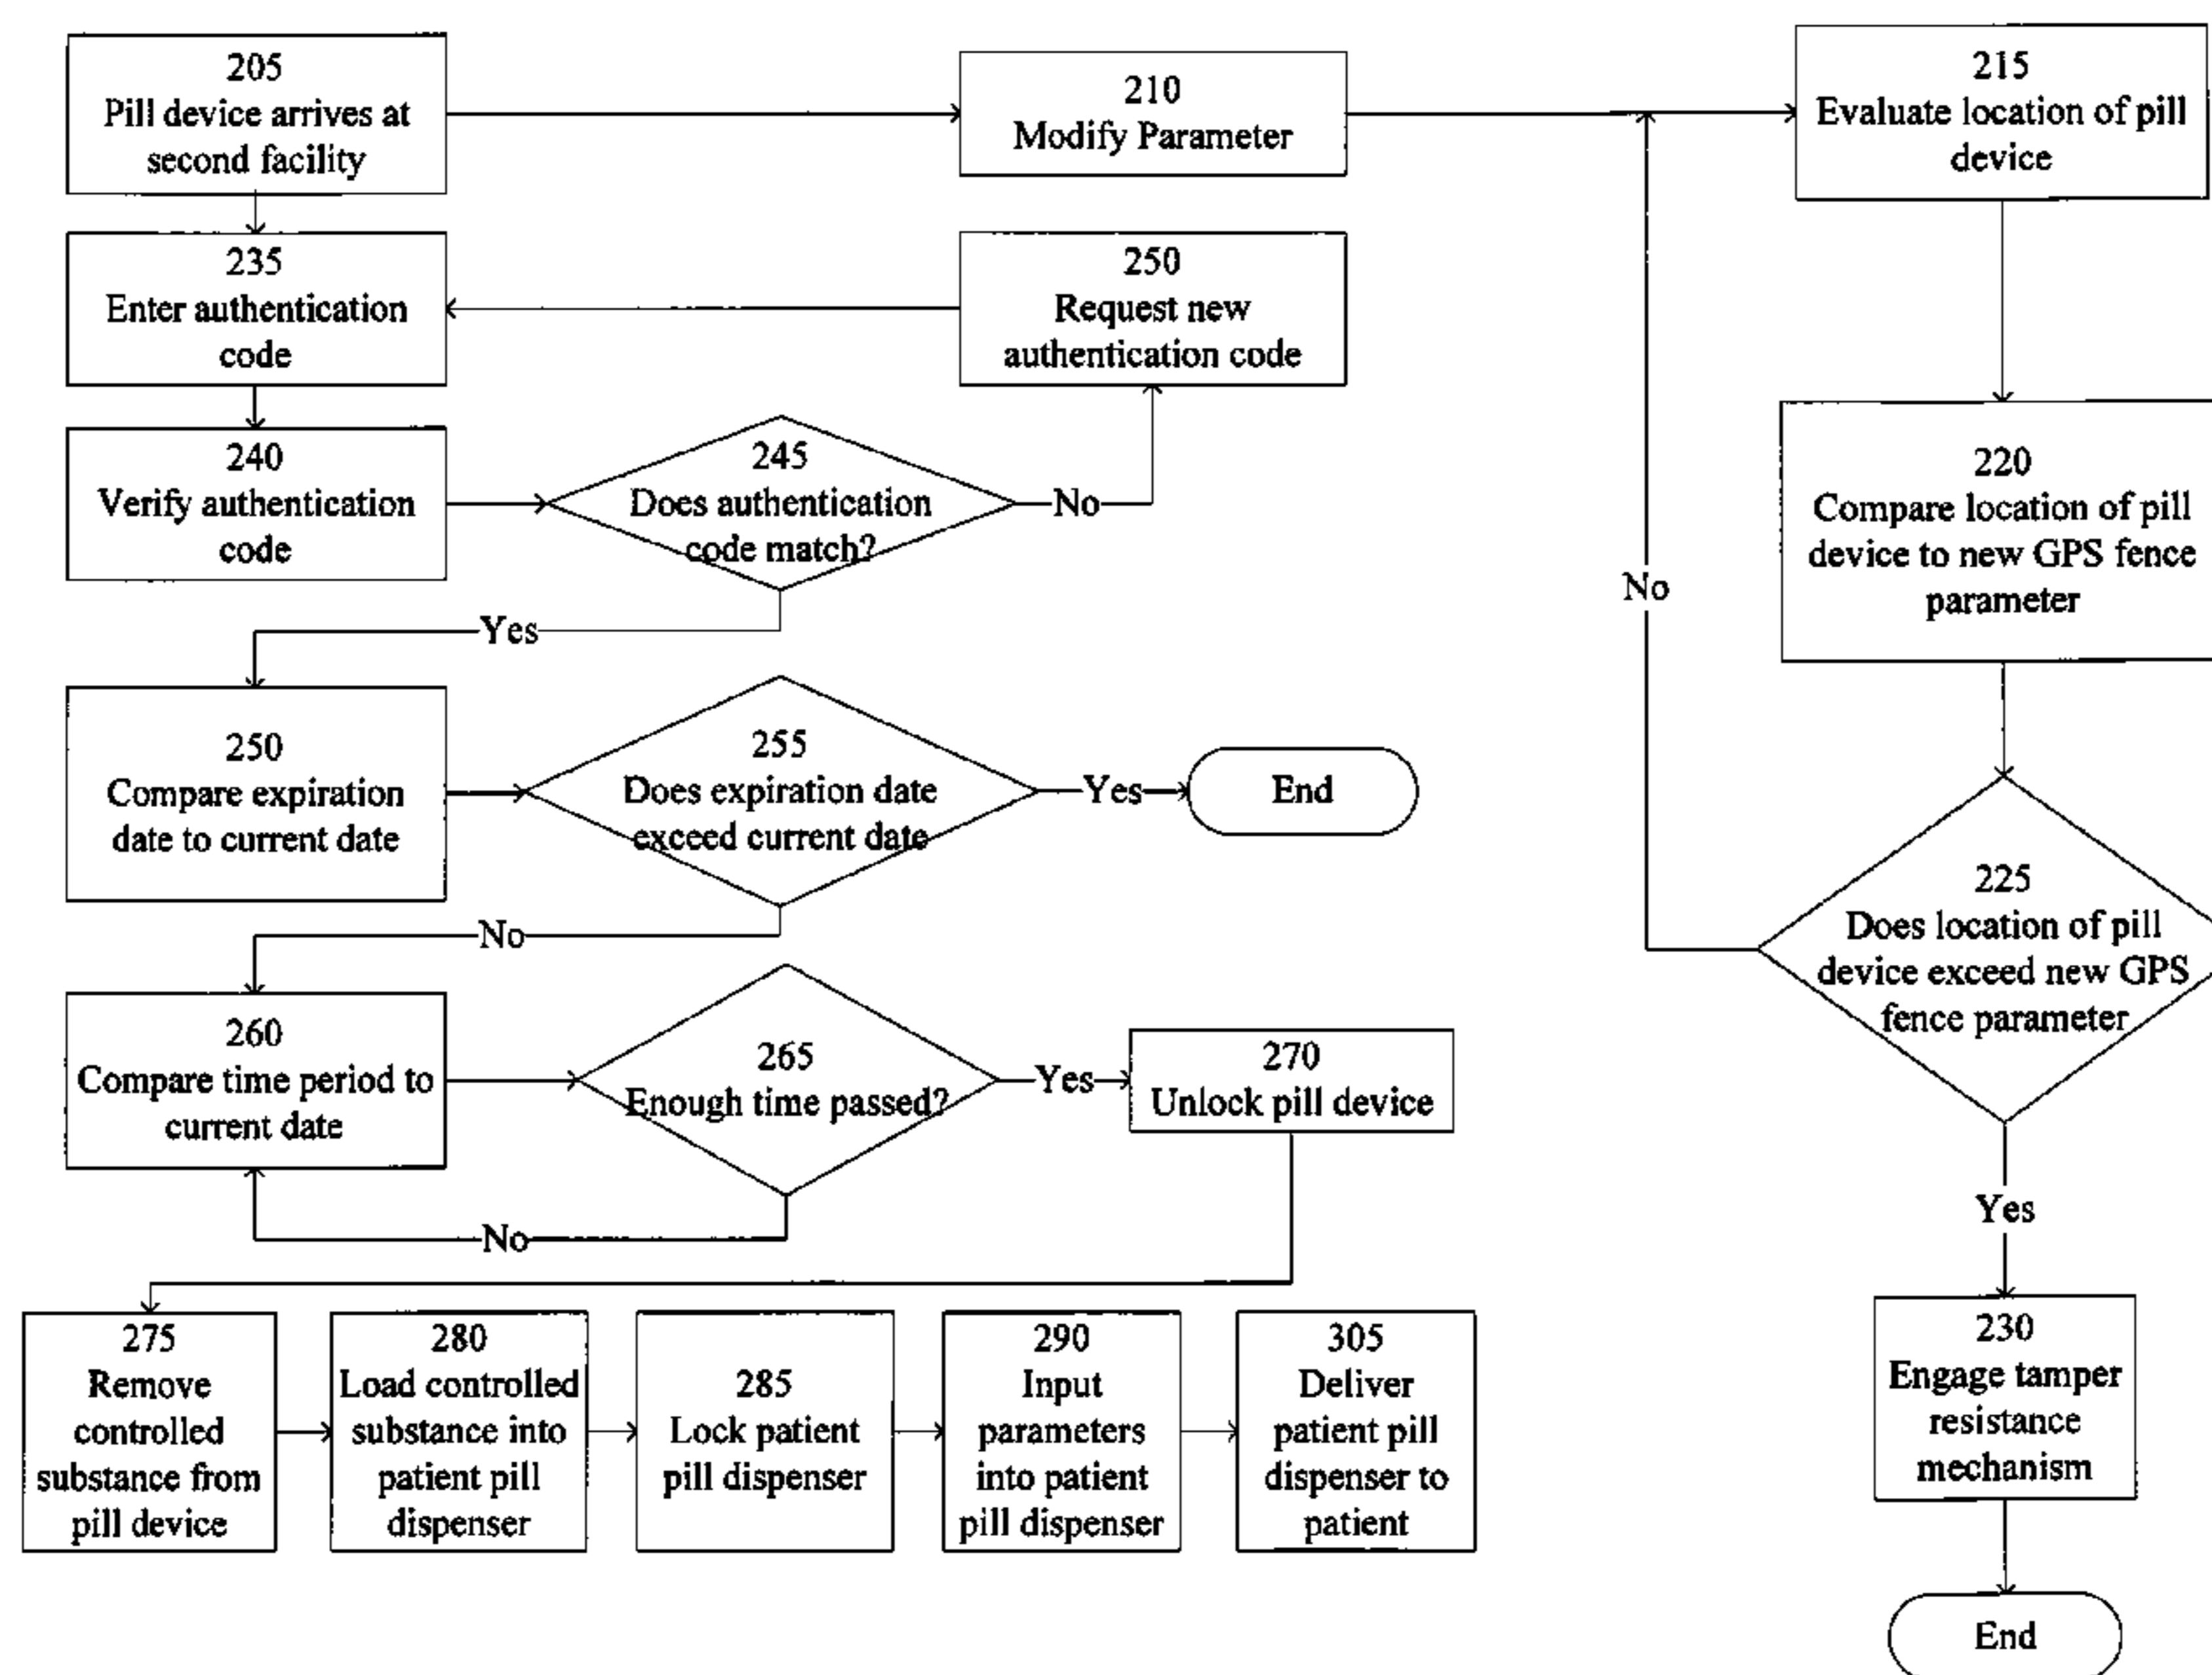 205
Pill device arrives at
second facility
210
Modify Parameter
215
Evaluate location of pill
device
235
Enter authentication
code
250
Request new
authentication code
240
Verify authentication
code
245
Does authentication
code match?
No
Yes
220
Compare location of pill
device to new GPS fence
parameter
No
250
Compare expiration
date to current date
255
Does expiration date
exceed current date
Yes
End
No
225
Does location of pill
device exceed new GPS
fence parameter
260
Compare time period to
current date
265
Enough time passed?
Yes
270
Unlock pill device
No
Yes
275
Remove
controlled
substance from
pill device
280
Load controlled
substance into
patient pill
dispenser
285
Lock patient
pill dispenser
290
Input
parameters
into patient
pill dispenser
305
Deliver
patient pill
dispenser to
patient
230
Engage tamper
resistance
mechanism
End